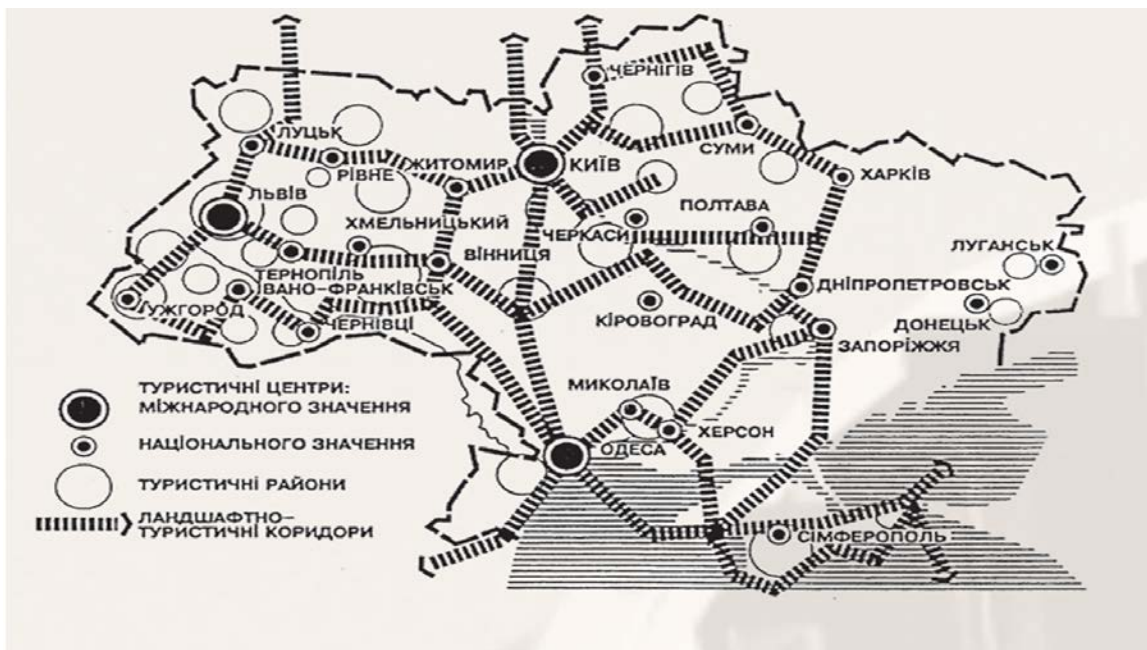 ЧЕРНІГІВ
ЛУЦЬК
РІВНЕ
ЖИТОМИР
КИЇВ
СУМИ
ХАРКІВ
ЛЬВІВ
ХМЕЛЬНИЦЬКИЙ
ПОЛТАВА
ЧЕРКАСИ
ЛУГАНСЬК
ВІННИЦЯ
ТЕРНОПІЛЬ
ІВАНО-ФРАНКІВСЬК
УЖГОРОД
ЧЕРНІВЦІ
ДНІПРОПЕТРОВСЬК
КІРОВОГРАД
ДОНЕЦЬК
ЗАПОРІЖЖЯ
МИКОЛАЇВ
ХЕРСОН
ОДЕСА
СІМФЕРОПОЛЬ
ТУРИСТИЧНІ ЦЕНТРИ:
МІЖНАРОДНОГО ЗНАЧЕННЯ
НАЦІОНАЛЬНОГО ЗНАЧЕННЯ
ТУРИСТИЧНІ РАЙОНИ
ЛАНДШАФТНО-
ТУРИСТИЧНІ КОРИДОРИ